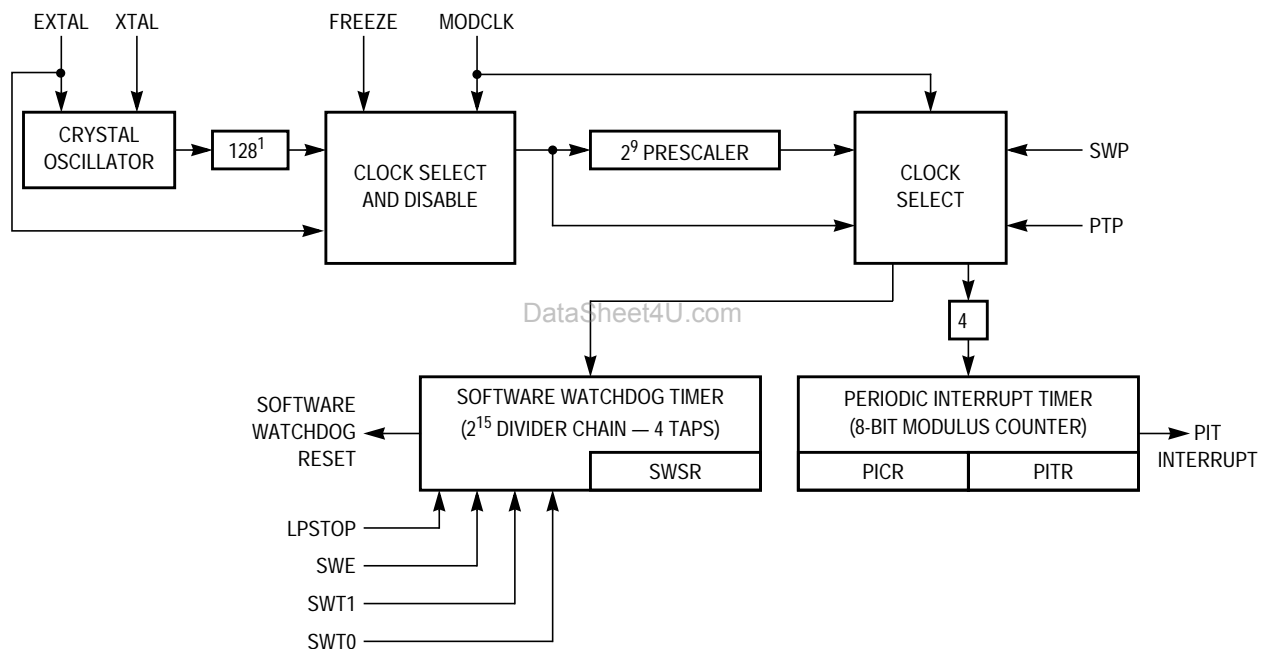 EXTAL XTAL FREEZE MODCLK
CRYSTAL
OSCILLATOR
128¹
CLOCK SELECT
AND DISABLE
2⁹ PRESCALER
CLOCK
SELECT
SWP
PTP
DataSheet4U.com
4
SOFTWARE
WATCHDOG
RESET
SOFTWARE WATCHDOG TIMER
(2¹⁵ DIVIDER CHAIN — 4 TAPS)
SWSR
PERIODIC INTERRUPT TIMER
(8-BIT MODULUS COUNTER)
PICR
PITR
PIT
INTERRUPT
LPSTOP
SWE
SWT1
SWT0